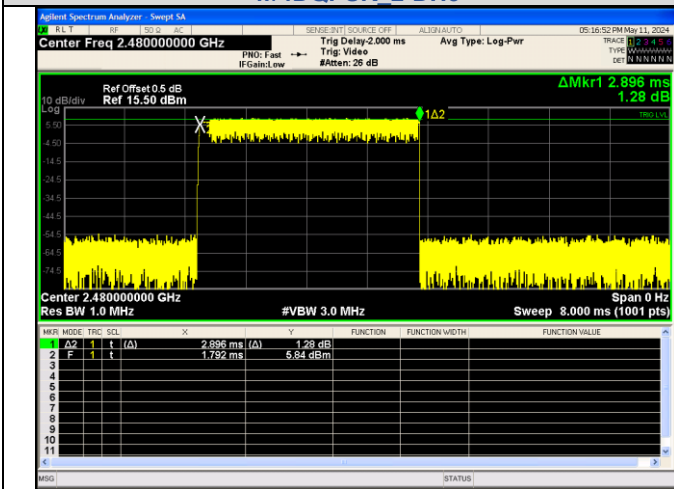 Agilent Spectrum Analyzer - Swept SA
RLT RF 50 Ω AC SENSE:INT SOURCE OFF ALIGNAUTO 05:16:52 PM May 11, 2024
Center Freq 2.480000000 GHz PNO: Fast Trig Delay-2.000 ms Avg Type: Log-Pwr TRACE 1 2 3 4 5 6
IFGain:Low Trig: Video TYPE WWWWWW
#Atten: 26 dB DET N N N N N N
ΔMkr1 2.896 ms
Ref Offset 0.5 dB
10 dB/div Ref 15.50 dBm 1.28 dB
Log
1Δ2
TRIG LVL
5.50
-4.50
-14.5
-24.5
-34.5
-44.5
-54.5
-64.5
-74.5
Center 2.480000000 GHz Span 0 Hz
Res BW 1.0 MHz #VBW 3.0 MHz Sweep 8.000 ms (1001 pts)
MKR MODE TRC SCL X Y FUNCTION FUNCTION WIDTH FUNCTION VALUE
1 Δ2 1 t (Δ) 2.896 ms (Δ) 1.28 dB
2 F 1 t 1.792 ms 5.84 dBm
3
4
5
6
7
8
9
10
11
MSG STATUS